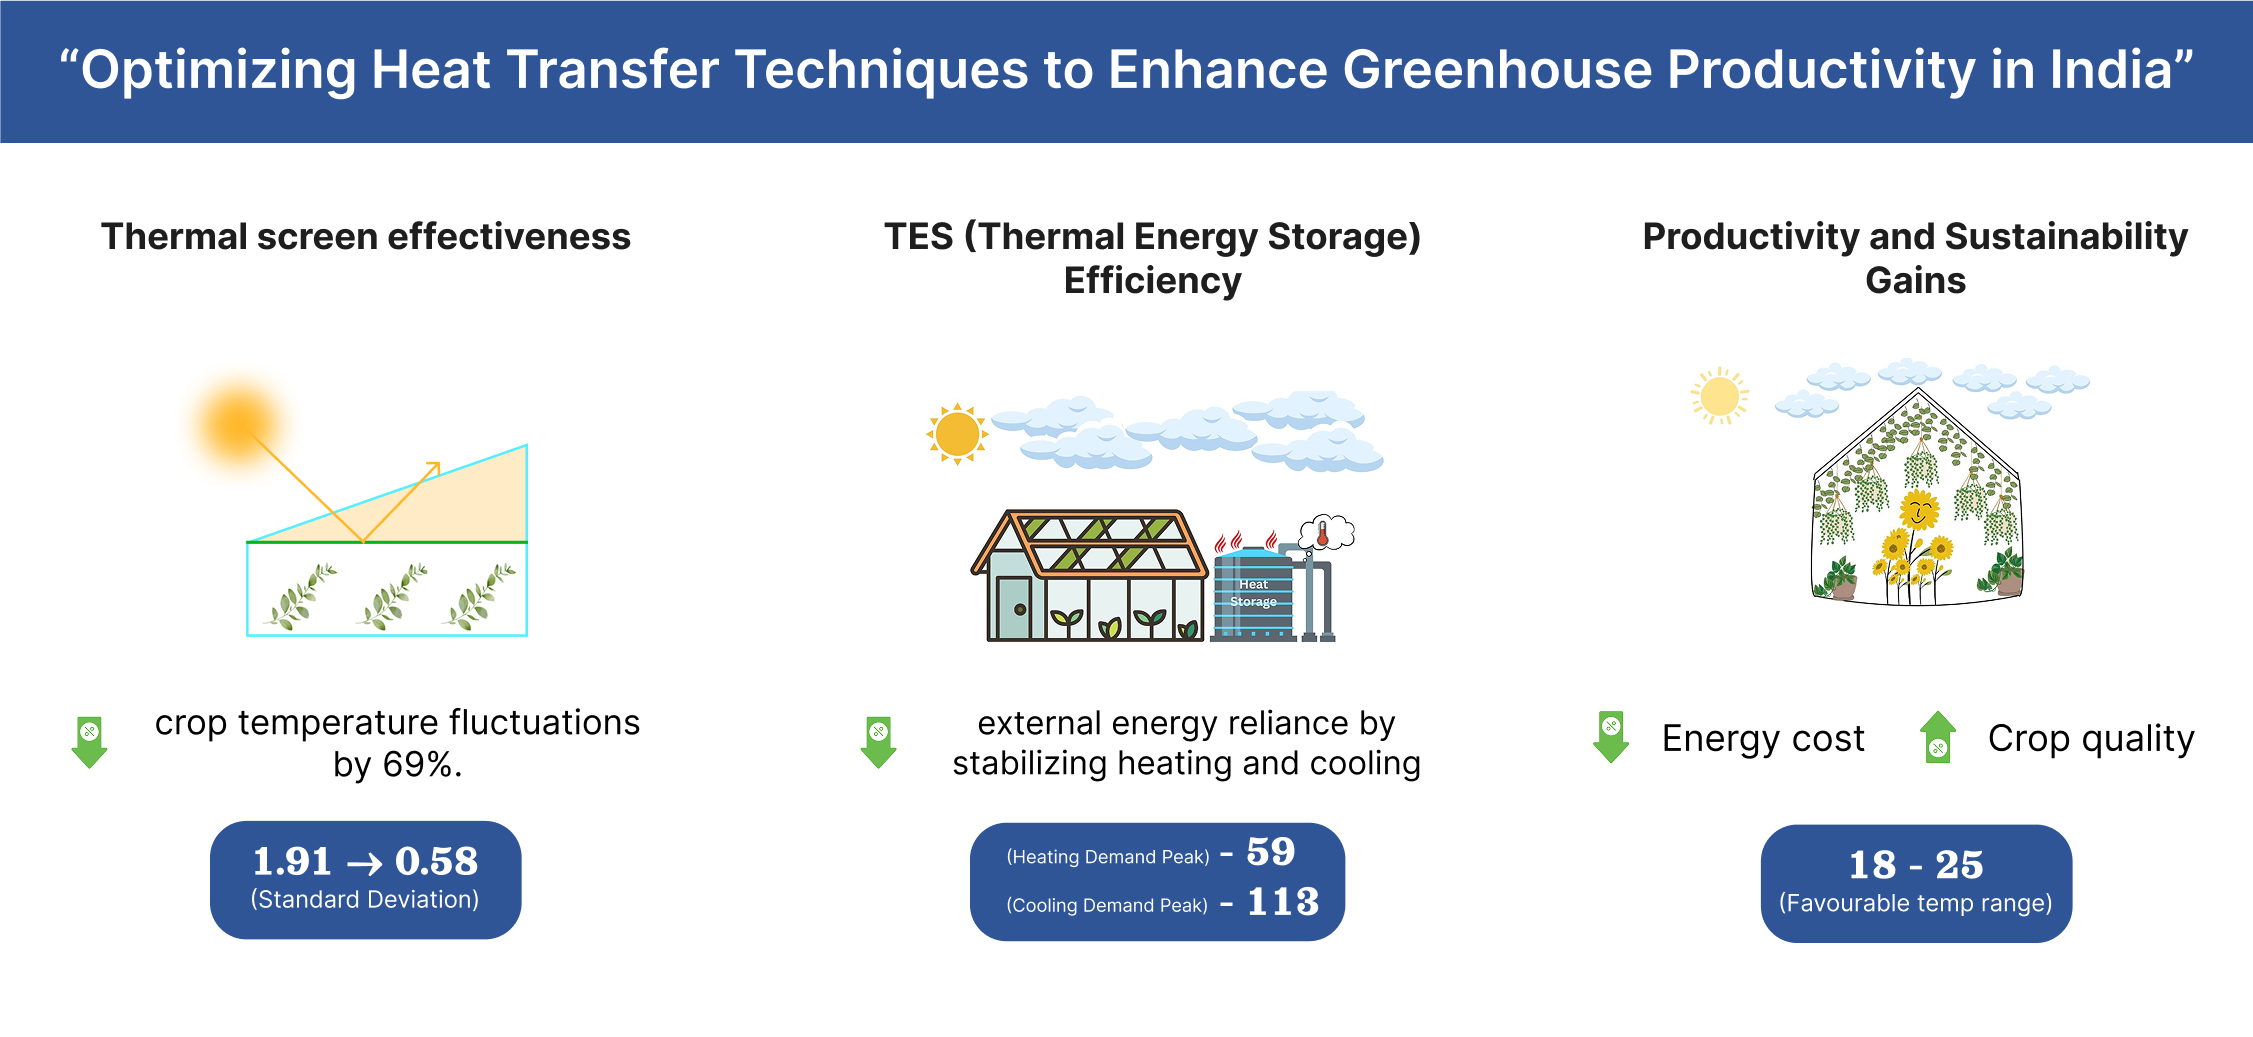 “Optimizing Heat Transfer Techniques to Enhance Greenhouse Productivity in India”
Thermal screen effectiveness
crop temperature fluctuations
by 69%.
1.91 → 0.58
(Standard Deviation)
TES (Thermal Energy Storage)
Efficiency
Heat
Storage
external energy reliance by
stabilizing heating and cooling
(Heating Demand Peak) - 59
(Cooling Demand Peak) - 113
Productivity and Sustainability
Gains
Energy cost
Crop quality
18 - 25
(Favourable temp range)